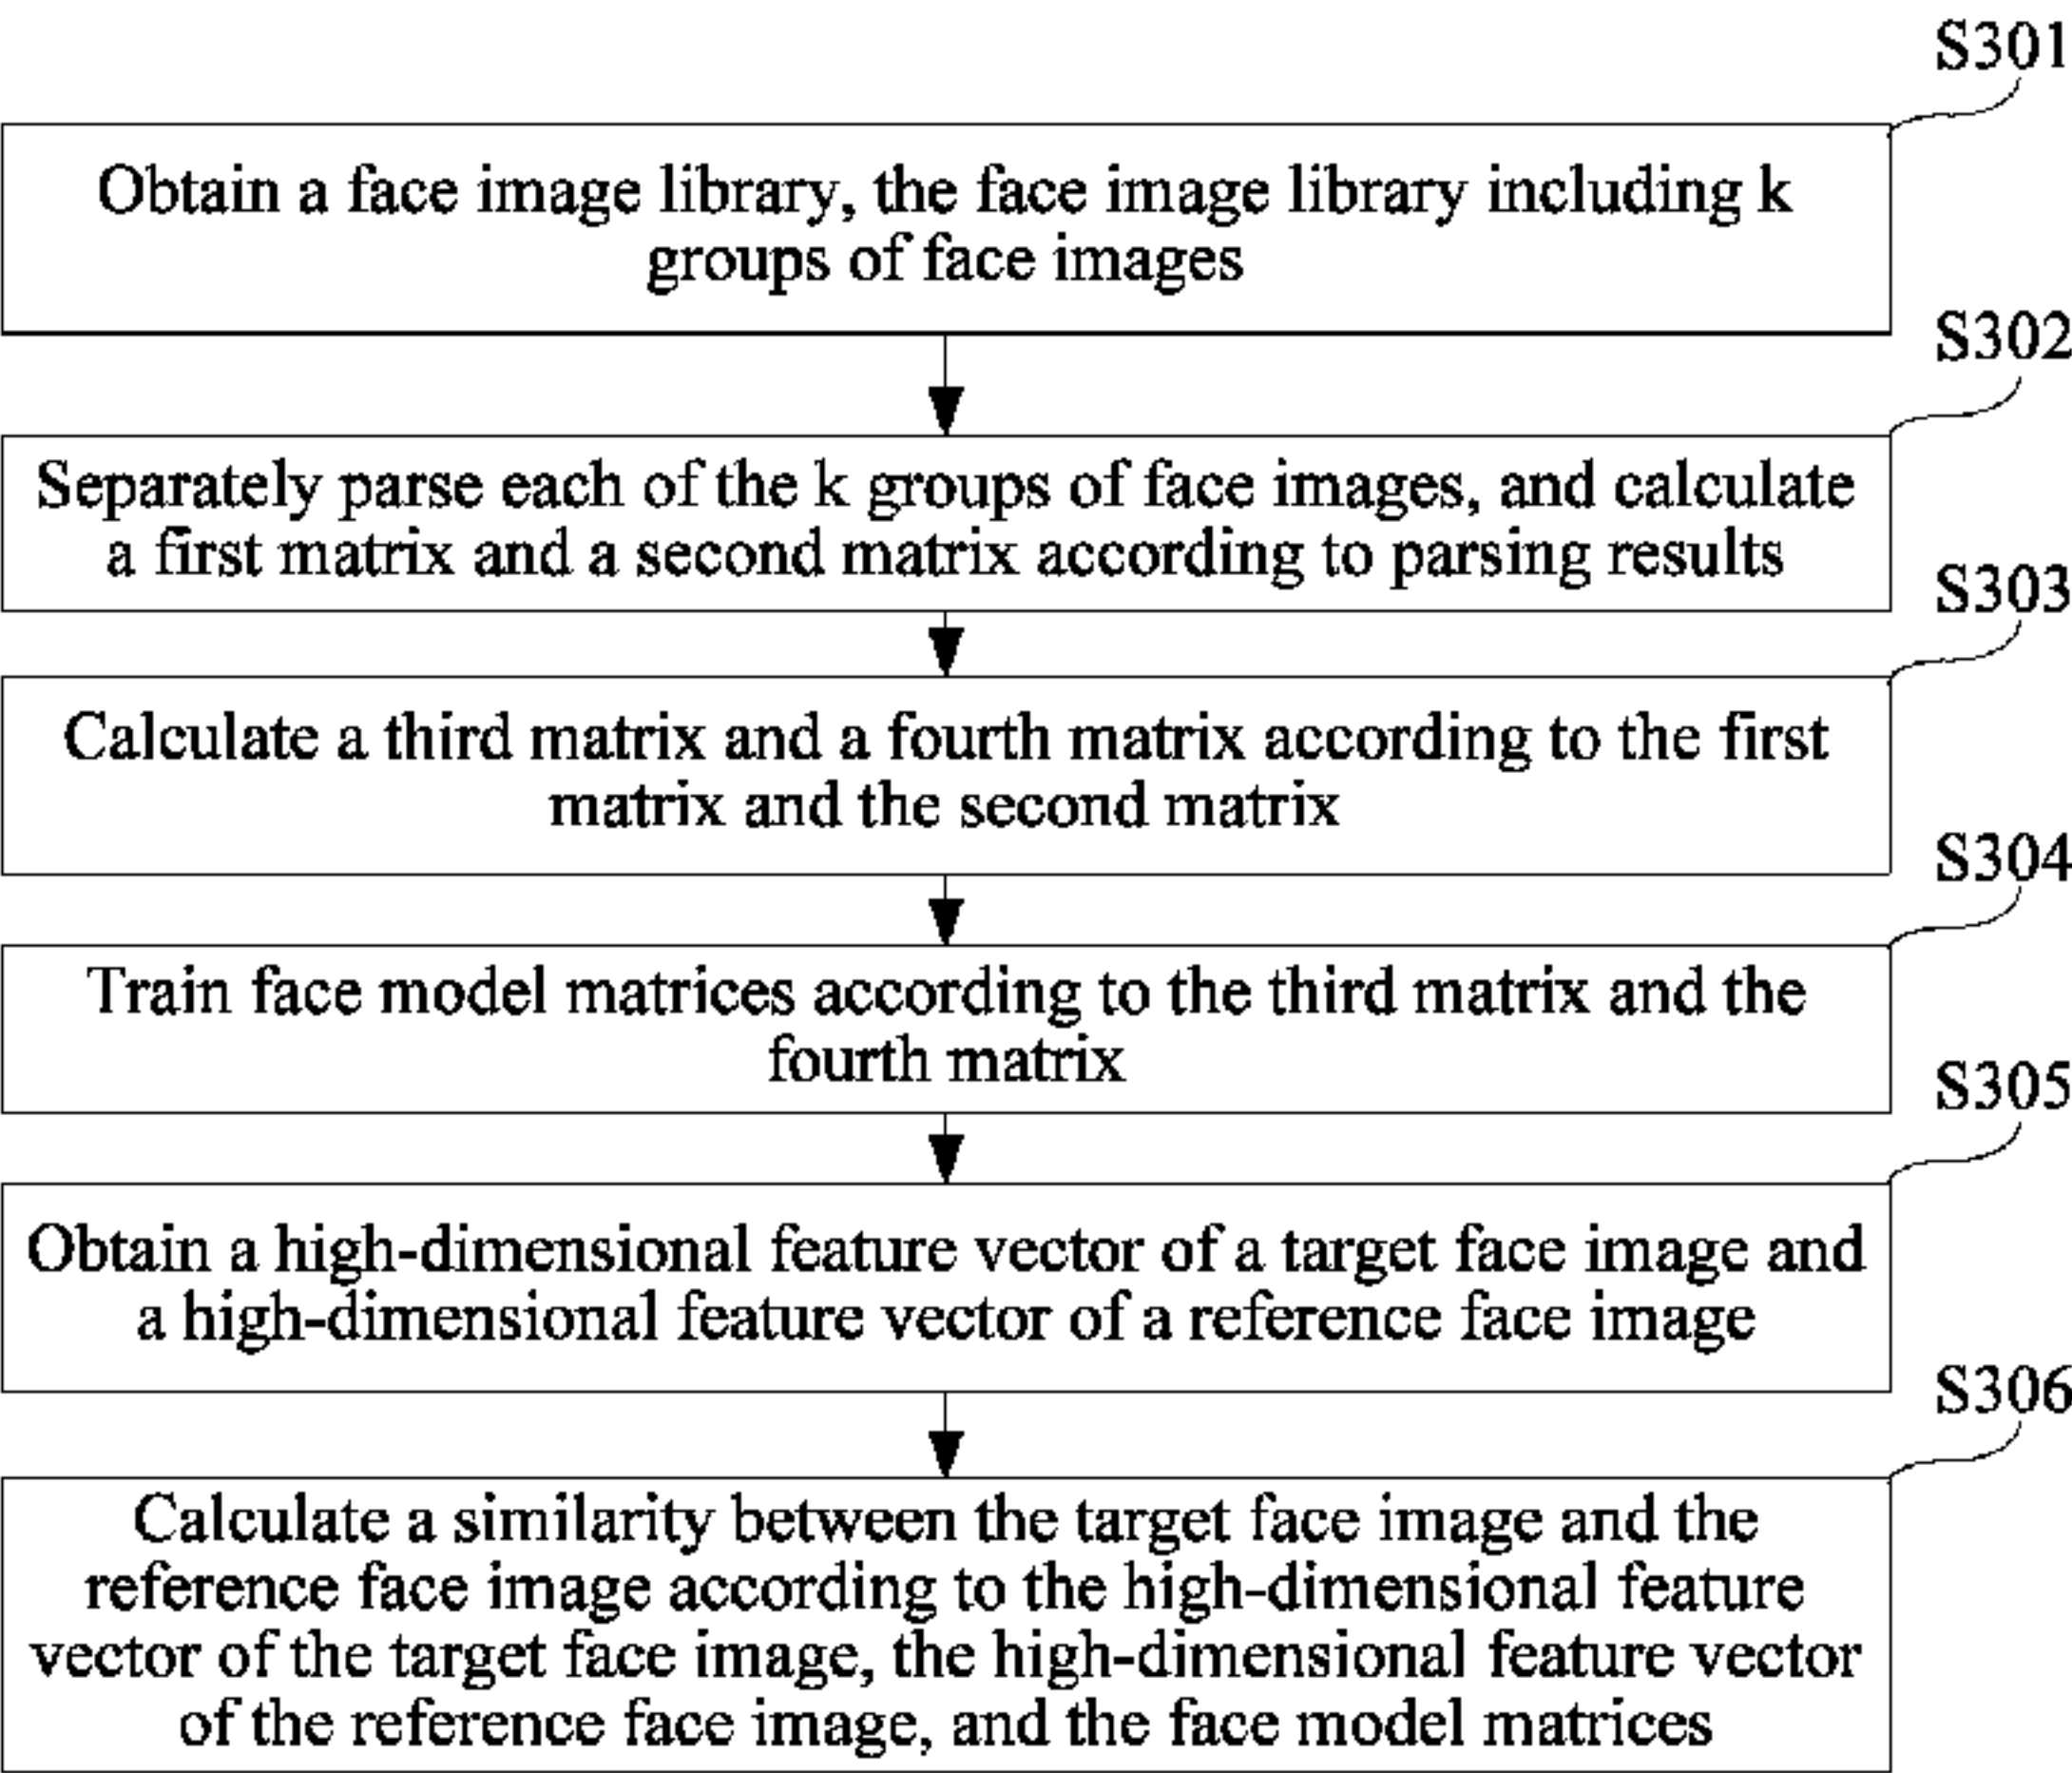 S301
Obtain a face image library, the face image library including k
groups of face images
S302
Separately parse each of the k groups of face images, and calculate
a first matrix and a second matrix according to parsing results
S303
Calculate a third matrix and a fourth matrix according to the first
matrix and the second matrix
S304
Train face model matrices according to the third matrix and the
fourth matrix
S305
Obtain a high-dimensional feature vector of a target face image and
a high-dimensional feature vector of a reference face image
S306
Calculate a similarity between the target face image and the
reference face image according to the high-dimensional feature
vector of the target face image, the high-dimensional feature vector
of the reference face image, and the face model matrices